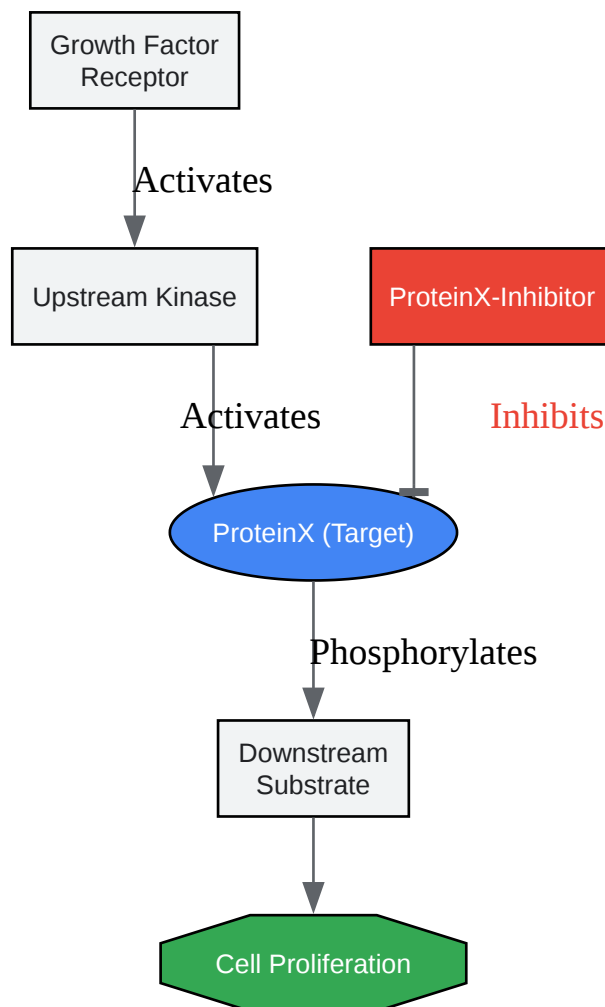 Growth Factor
Receptor
Activates
Upstream Kinase
ProteinX-Inhibitor
Activates
Inhibits
ProteinX (Target)
Phosphorylates
Downstream
Substrate
Cell Proliferation